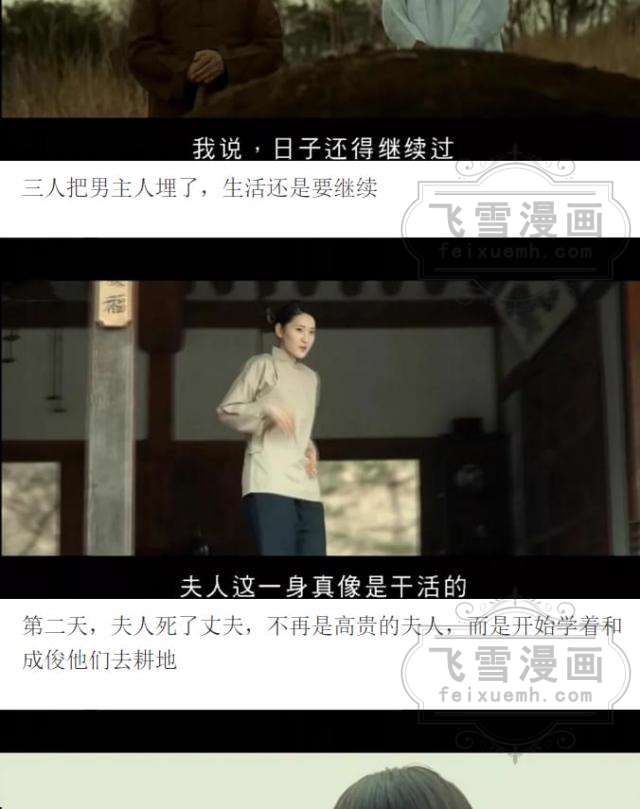 我说，日子还得继续过
三人把男主人埋了，生活还是要继续
飞雪漫画
feixuemh.com
福
夫人这一身真像是干活的
第二天，夫人死了丈夫，不再是高贵的夫人，而是开始学着和
成俊他们去耕地
飞雪漫画
feixuemh.com